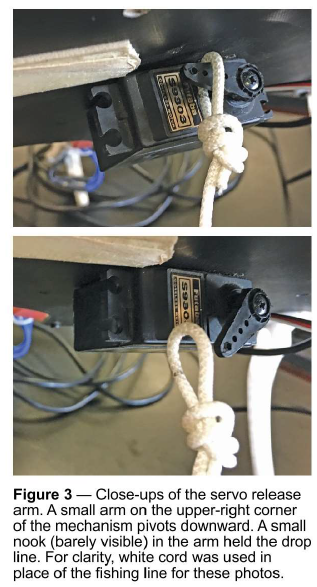 S9303
S930
Figure 3 — Close-ups of the servo release
arm. A small arm on the upper-right corner
of the mechanism pivots downward. A small
nook (barely visible) in the arm held the drop
line. For clarity, white cord was used in
place of the fishing line for these photos.